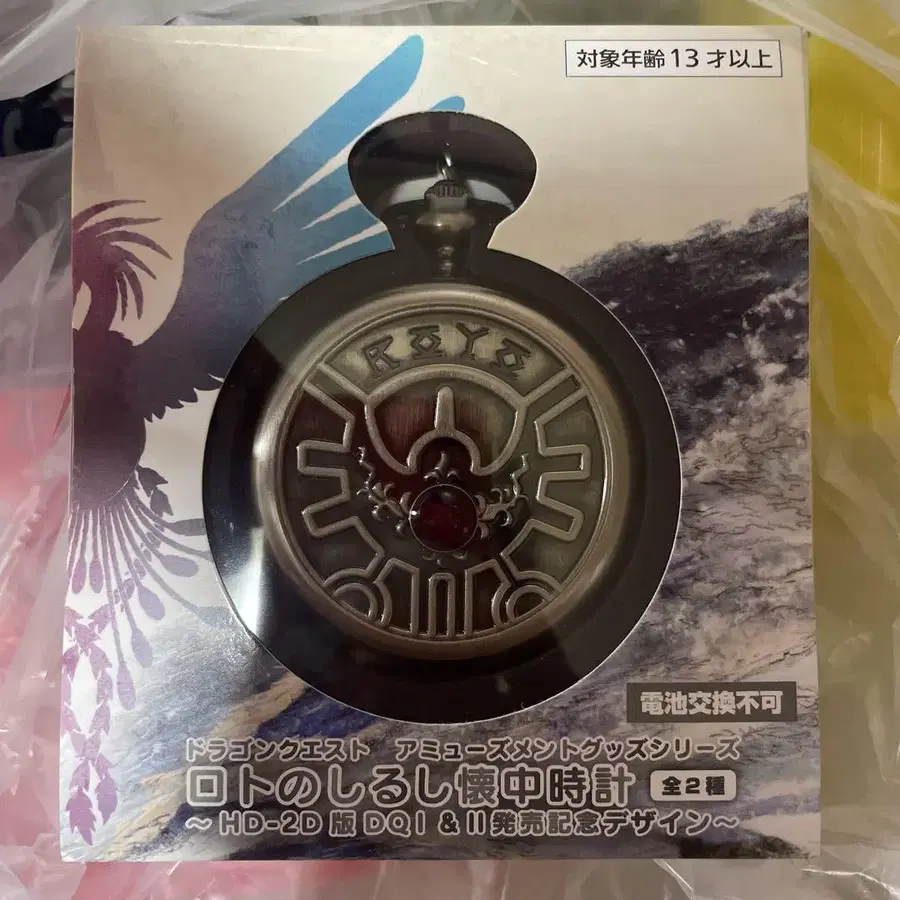 対象年齢13才以上
ROYO
電池交換不可
ドラゴンクエスト アミューズメントグッズシリーズ
ロトのしるし懐中時計 全2種
～HD-2D版DQI&II発売記念デザイン～